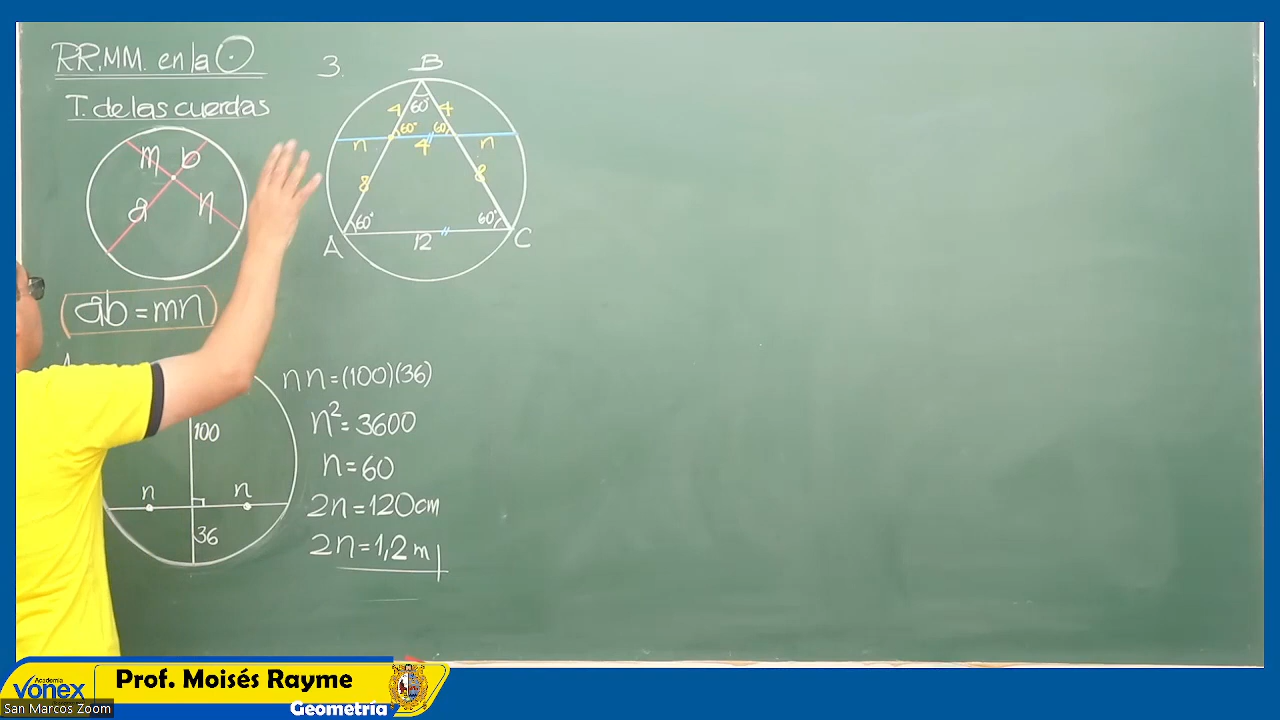 RR.MM. en la
T. de las cuerdas
m b
a n
ab = mn
3.
B
4 60° 4
60° 60°
n 4 n
8 8
60° 60°
A 12 C
100
n n
36
n n = (100)(36)
n² = 3600
n = 60
2n = 120cm
2n = 1,2 m
Academia
VONEX
Prof. Moisés Rayme
Geometría
San Marcos Zoom